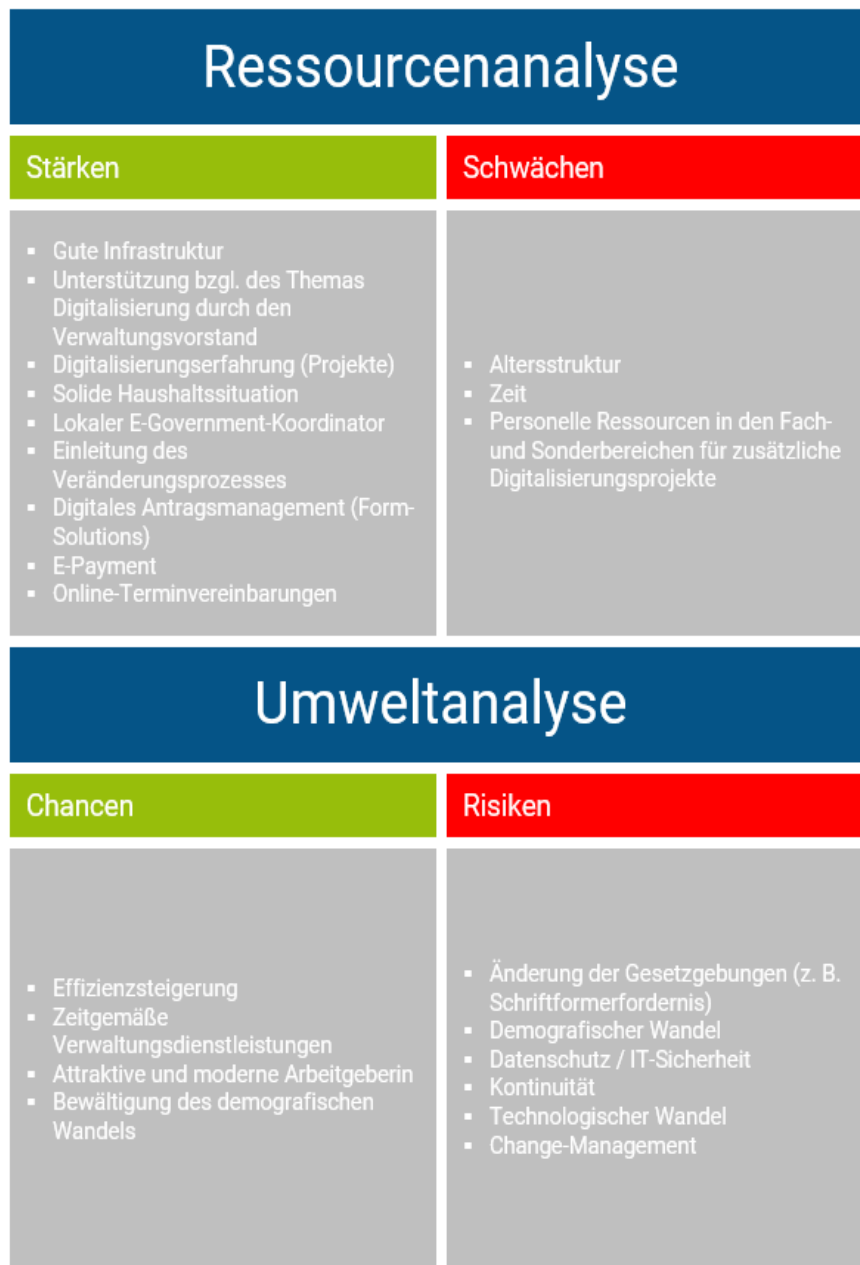 Ressourcenanalyse
Stärken
▪ Gute Infrastruktur
▪ Unterstützung bzgl. des Themas
Digitalisierung durch den
Verwaltungsvorstand
▪ Digitalisierungserfahrung (Projekte)
▪ Solide Haushaltssituation
▪ Lokaler E-Government-Koordinator
▪ Einleitung des
Veränderungsprozesses
▪ Digitales Antragsmanagement (Form-
Solutions)
▪ E-Payment
▪ Online-Terminvereinbarungen
Schwächen
▪ Altersstruktur
▪ Zeit
▪ Personelle Ressourcen in den Fach-
und Sonderbereichen für zusätzliche
Digitalisierungsprojekte
Umweltanalyse
Chancen
▪ Effizienzsteigerung
▪ Zeitgemäße
Verwaltungsdienstleistungen
▪ Attraktive und moderne Arbeitgeberin
▪ Bewältigung des demografischen
Wandels
Risiken
▪ Änderung der Gesetzgebungen (z. B.
Schriftformerfordernis)
▪ Demografischer Wandel
▪ Datenschutz / IT-Sicherheit
▪ Kontinuität
▪ Technologischer Wandel
▪ Change-Management